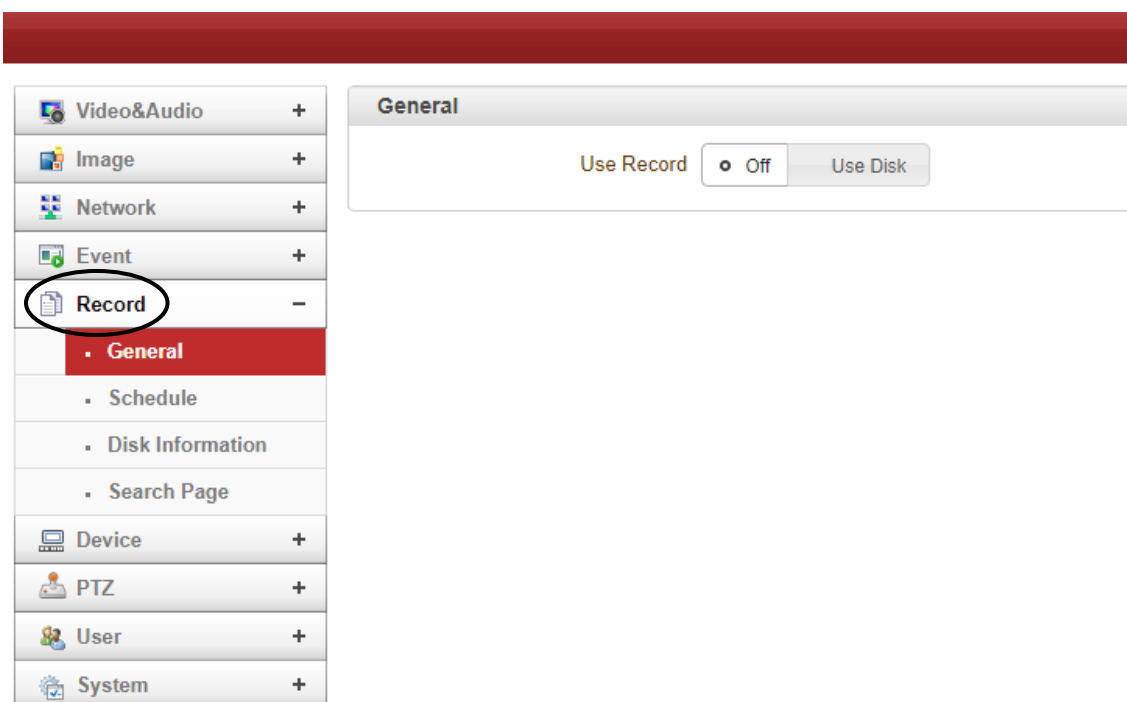 Video&Audio +
Image +
Network +
Event +
Record −
General
Schedule
Disk Information
Search Page
Device +
PTZ +
User +
System +
General
Use Record Off Use Disk